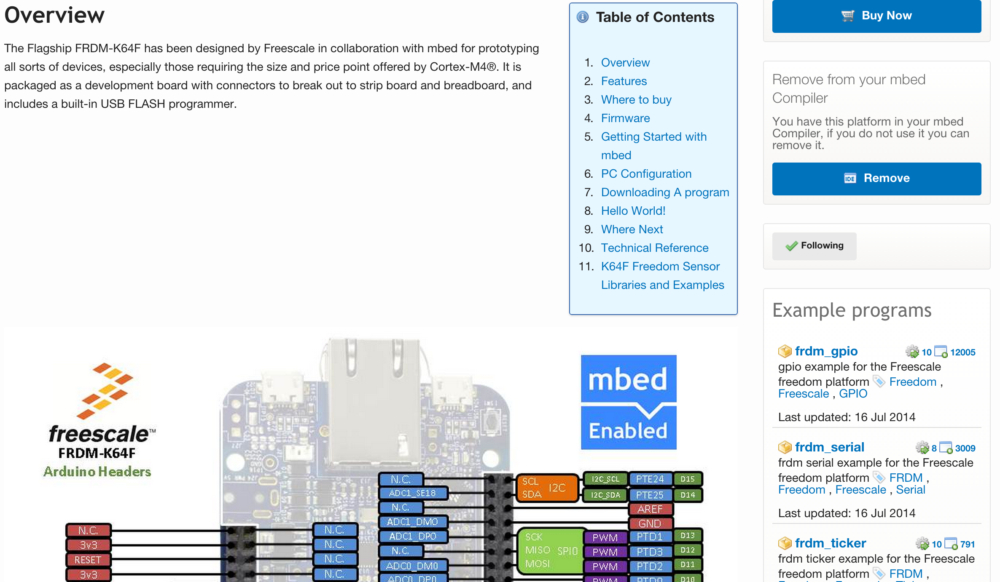 Overview
The Flagship FRDM-K64F has been designed by Freescale in collaboration with mbed for prototyping
all sorts of devices, especially those requiring the size and price point offered by Cortex-M4®. It is
packaged as a development board with connectors to break out to strip board and breadboard, and
includes a built-in USB FLASH programmer.
Table of Contents
1. Overview
2. Features
3. Where to buy
4. Firmware
5. Getting Started with
mbed
6. PC Configuration
7. Downloading A program
8. Hello World!
9. Where Next
10. Technical Reference
11. K64F Freedom Sensor
Libraries and Examples
Buy Now
Remove from your mbed
Compiler
You have this platform in your mbed
Compiler, if you do not use it you can
remove it.
IDE Remove
Following
Example programs
frdm_gpio 10 12005
gpio example for the Freescale
freedom platform Freedom ,
Freescale , GPIO
Last updated: 16 Jul 2014
frdm_serial 8 3009
frdm serial example for the Freescale
freedom platform FRDM ,
Freedom , Freescale , Serial
Last updated: 16 Jul 2014
frdm_ticker 10 791
frdm ticker example for the Freescale
freedom platform FRDM ,
freescale™
FRDM-K64F
Arduino Headers
mbed
Enabled
N.C.
3v3
RESET
3v3
N.C.
N.C.
N.C.
N.C.
N.C.
ADC1_SE18
N.C.
ADC1_DM0
ADC1_DP0
N.C.
ADC0_DM0
ADC0_DP0
SCL
SDA
I2C
I2C_SCL PTE24 D15
I2C_SDA PTE25 D14
AREF
GND
SCK
MISO
MOSI
SPI0
PWM PTD1 D13
PWM PTD3 D12
PWM PTD2 D11
PWM PTD0 D10